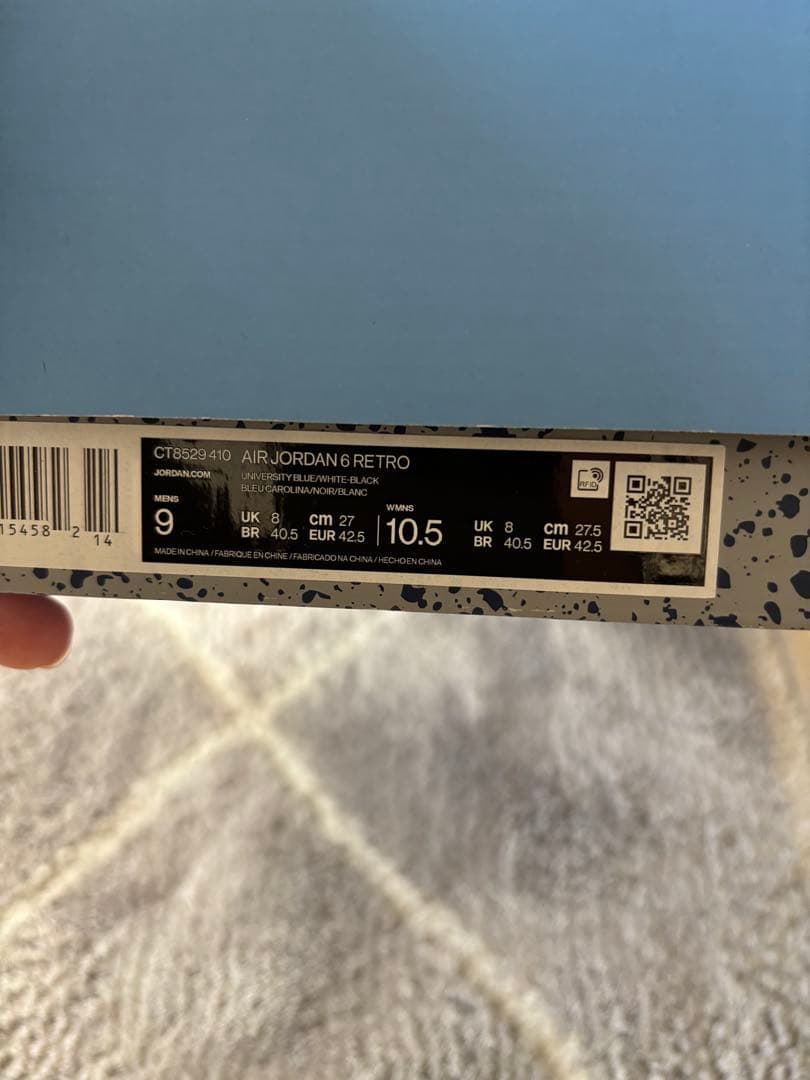 CT8529 410 AIR JORDAN 6 RETRO
JORDAN.COM
UNIVERSITY BLUE/WHITE-BLACK
BLEU CAROLINA/NOIR/BLANC
MENS
9
UK 8 cm 27
BR 40.5 EUR 42.5
WMNS
10.5
UK 8 cm 27.5
BR 40.5 EUR 42.5
MADE IN CHINA / FABRIQUE EN CHINE / FABRICADO NA CHINA / HECHO EN CHINA
RFID
15458 2 14